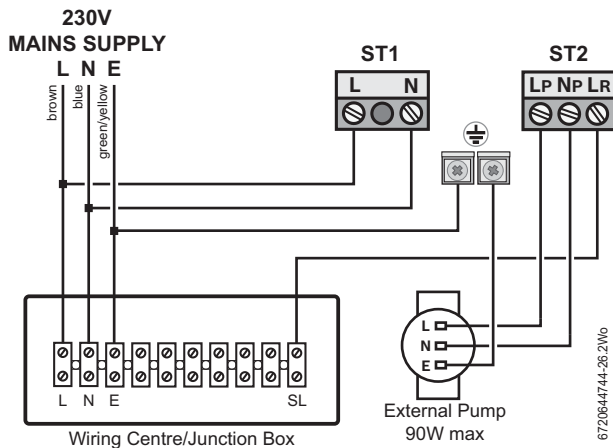 230V
MAINS SUPPLY
L N E
brown
blue
green/yellow
ST1
L N
ST2
LP NP LR
L
N
E
L N E SL
Wiring Centre/Junction Box
External Pump
90W max
6720644744-26.2Wo